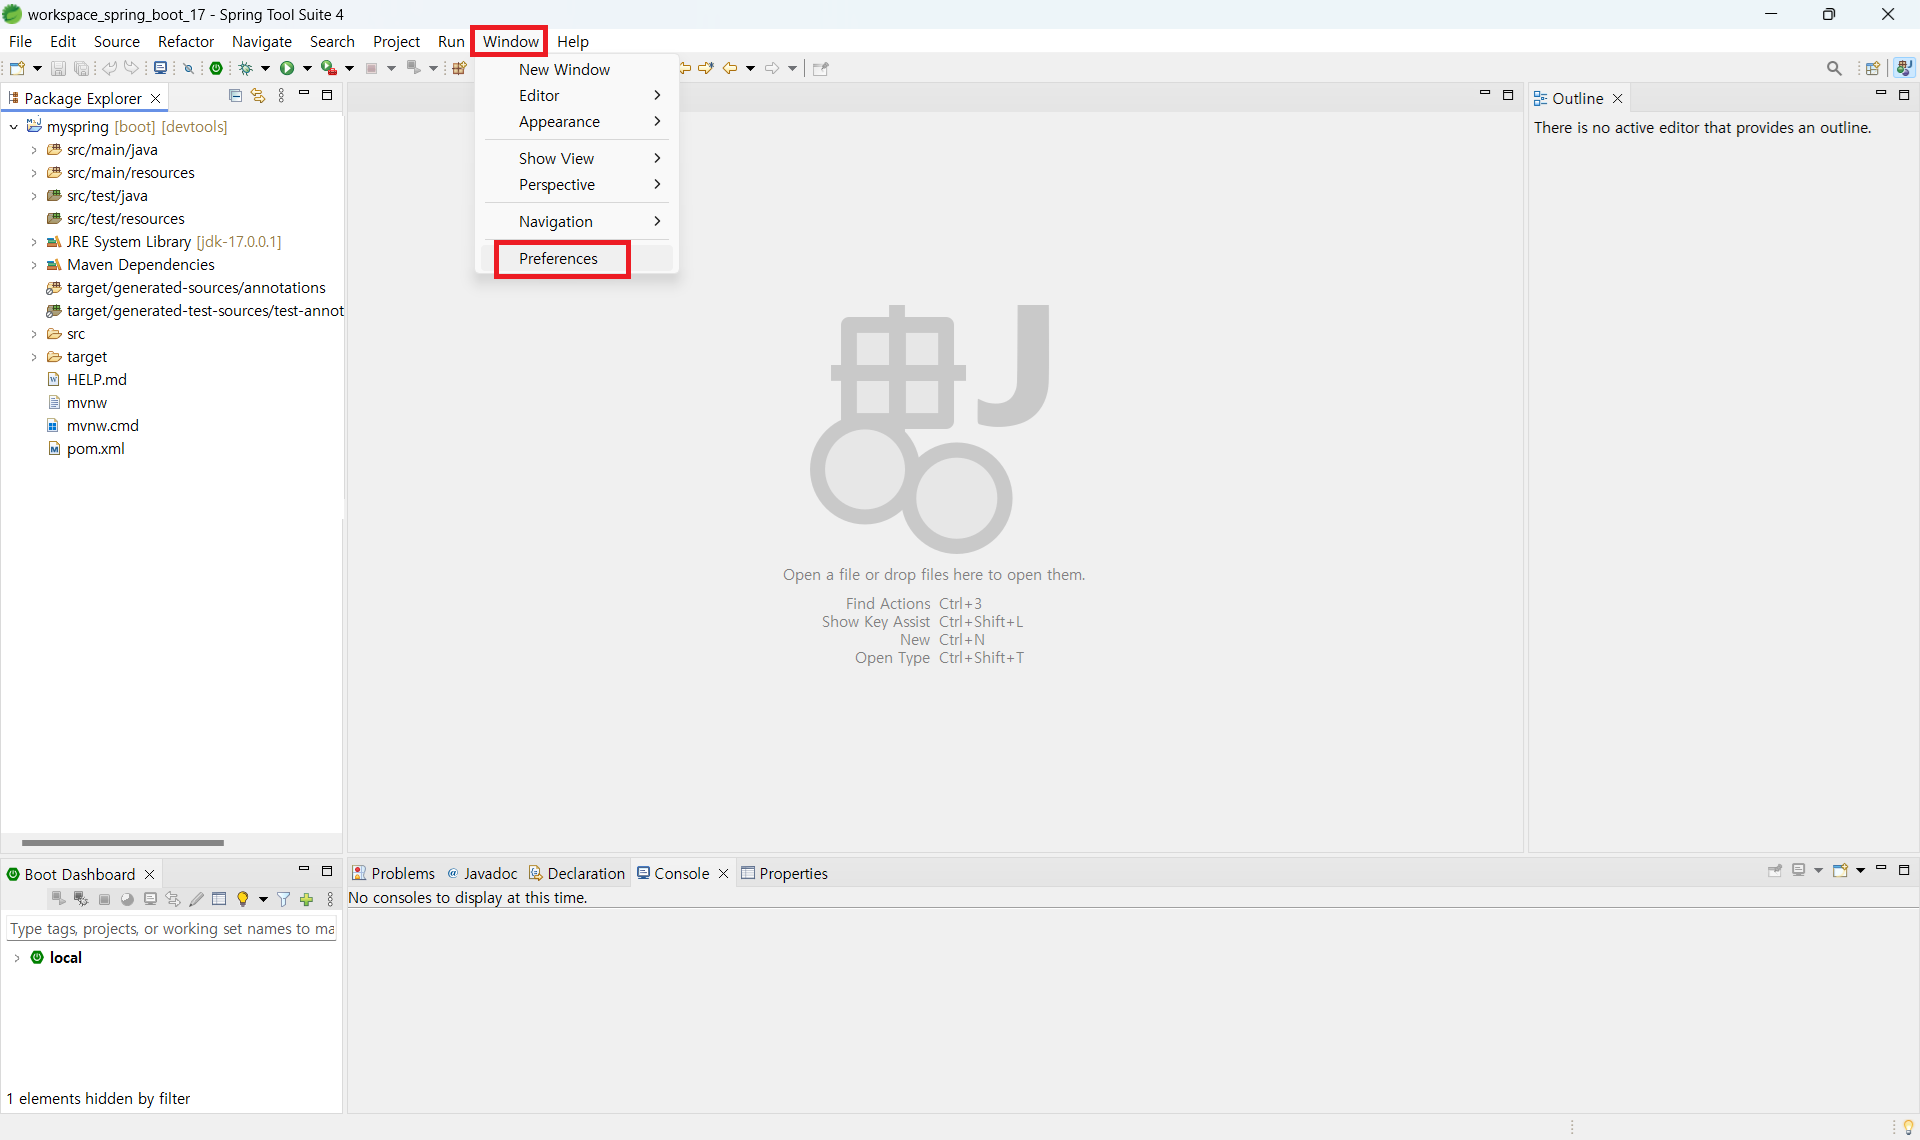 workspace_spring_boot_17 - Spring Tool Suite 4
File Edit Source Refactor Navigate Search Project Run Window Help
New Window
Editor
Appearance
Show View
Perspective
Navigation
Preferences
Package Explorer
myspring [boot] [devtools]
src/main/java
src/main/resources
src/test/java
src/test/resources
JRE System Library [jdk-17.0.0.1]
Maven Dependencies
target/generated-sources/annotations
target/generated-test-sources/test-annot
src
target
HELP.md
mvnw
mvnw.cmd
pom.xml
Open a file or drop files here to open them.
Find Actions Ctrl+3
Show Key Assist Ctrl+Shift+L
New Ctrl+N
Open Type Ctrl+Shift+T
Outline
There is no active editor that provides an outline.
Boot Dashboard
Type tags, projects, or working set names to ma
local
1 elements hidden by filter
Problems Javadoc Declaration Console Properties
No consoles to display at this time.